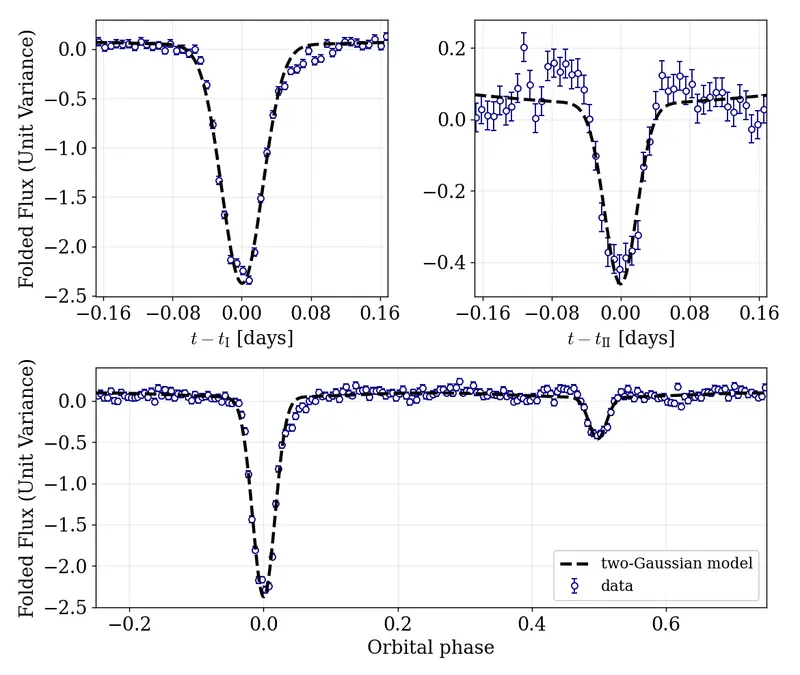 Folded Flux (Unit Variance)
0.0
−0.5
−1.0
−1.5
−2.0
−2.5
−0.16 −0.08 0.00 0.08 0.16
t − tI [days]
0.2
0.0
−0.2
−0.4
−0.16 −0.08 0.00 0.08 0.16
t − tII [days]
Folded Flux (Unit Variance)
0.0
−0.5
−1.0
−1.5
−2.0
−2.5
−0.2 0.0 0.2 0.4 0.6
Orbital phase
two-Gaussian model
data